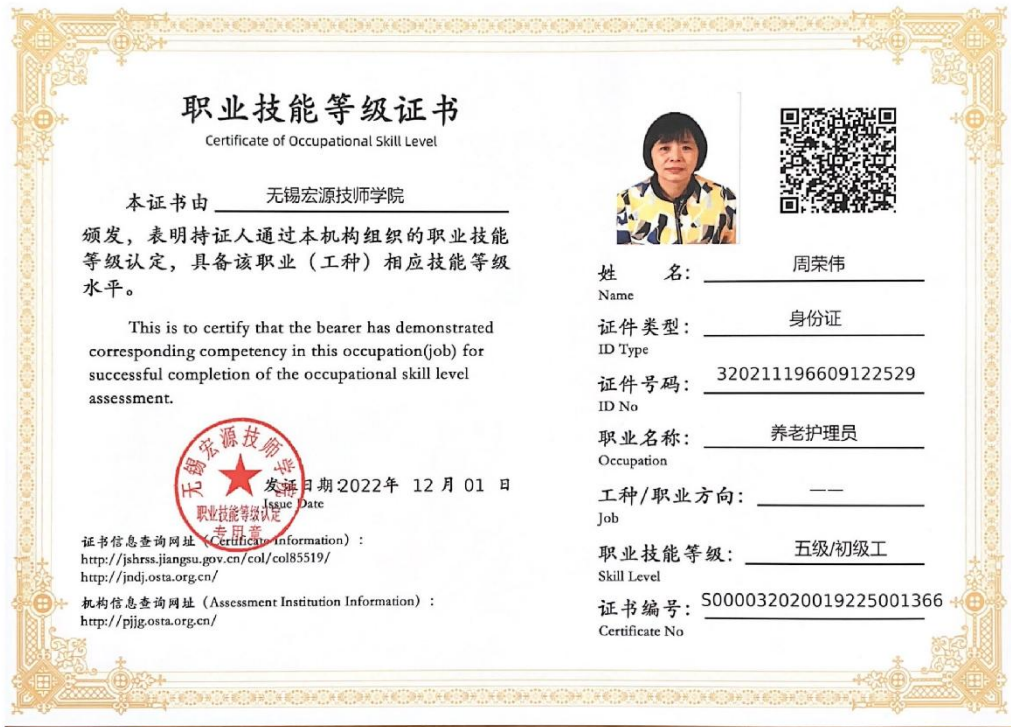 职业技能等级证书
Certificate of Occupational Skill Level
本证书由 无锡宏源技师学院
颁发，表明持证人通过本机构组织的职业技能
等级认定，具备该职业（工种）相应技能等级
水平。
This is to certify that the bearer has demonstrated
corresponding competency in this occupation(job) for
successful completion of the occupational skill level
assessment.
无锡宏源技师学院
职业技能等级认定
专用章
发证日期:2022年 12 月 01 日
Issue Date
证书信息查询网址（Certificate Information）:
http://jshrss.jiangsu.gov.cn/col/col85519/
http://jndj.osta.org.cn/
机构信息查询网址（Assessment Institution Information）:
http://pjjg.osta.org.cn/
姓 名: 周荣伟
Name
证件类型: 身份证
ID Type
证件号码: 320211196609122529
ID No
职业名称: 养老护理员
Occupation
工种/职业方向: ——
Job
职业技能等级: 五级/初级工
Skill Level
证书编号: S000032020019225001366
Certificate No